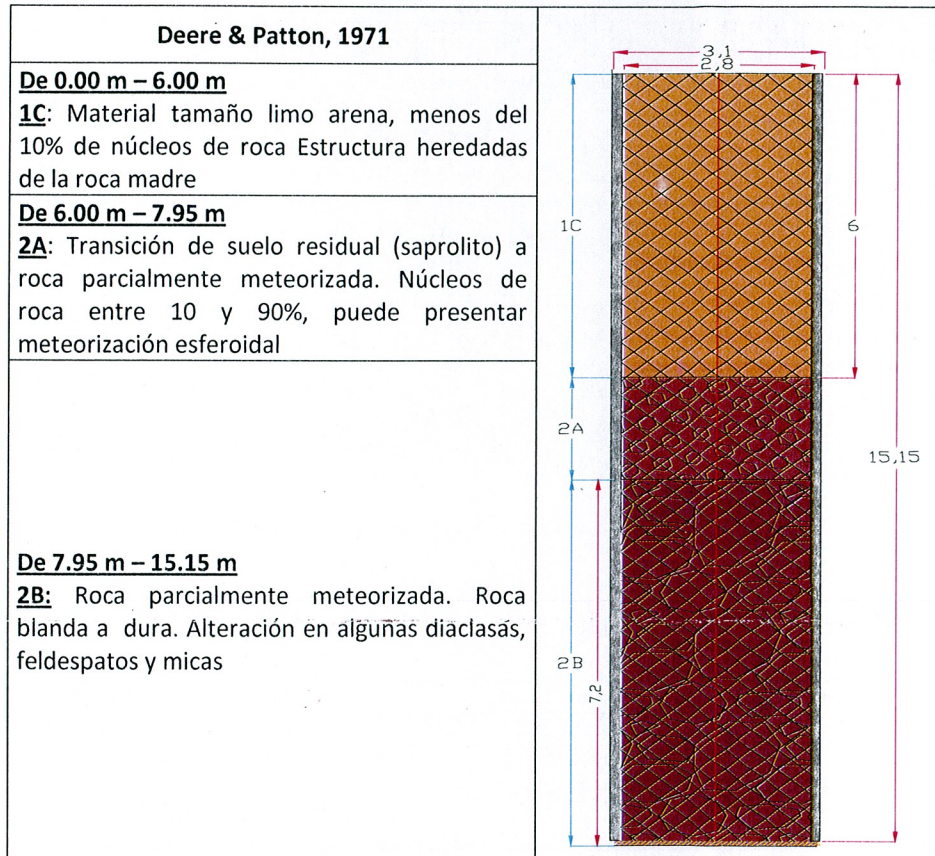 Deere & Patton, 1971
De 0.00 m – 6.00 m
1C: Material tamaño limo arena, menos del
10% de núcleos de roca Estructura heredadas
de la roca madre
De 6.00 m – 7.95 m
2A: Transición de suelo residual (saprolito) a
roca parcialmente meteorizada. Núcleos de
roca entre 10 y 90%, puede presentar
meteorización esferoidal
De 7.95 m – 15.15 m
2B: Roca parcialmente meteorizada. Roca
blanda a dura. Alteración en algunas diaclasas,
feldespatos y micas
3,1
2,8
1C
6
2A
15,15
2B
7,2